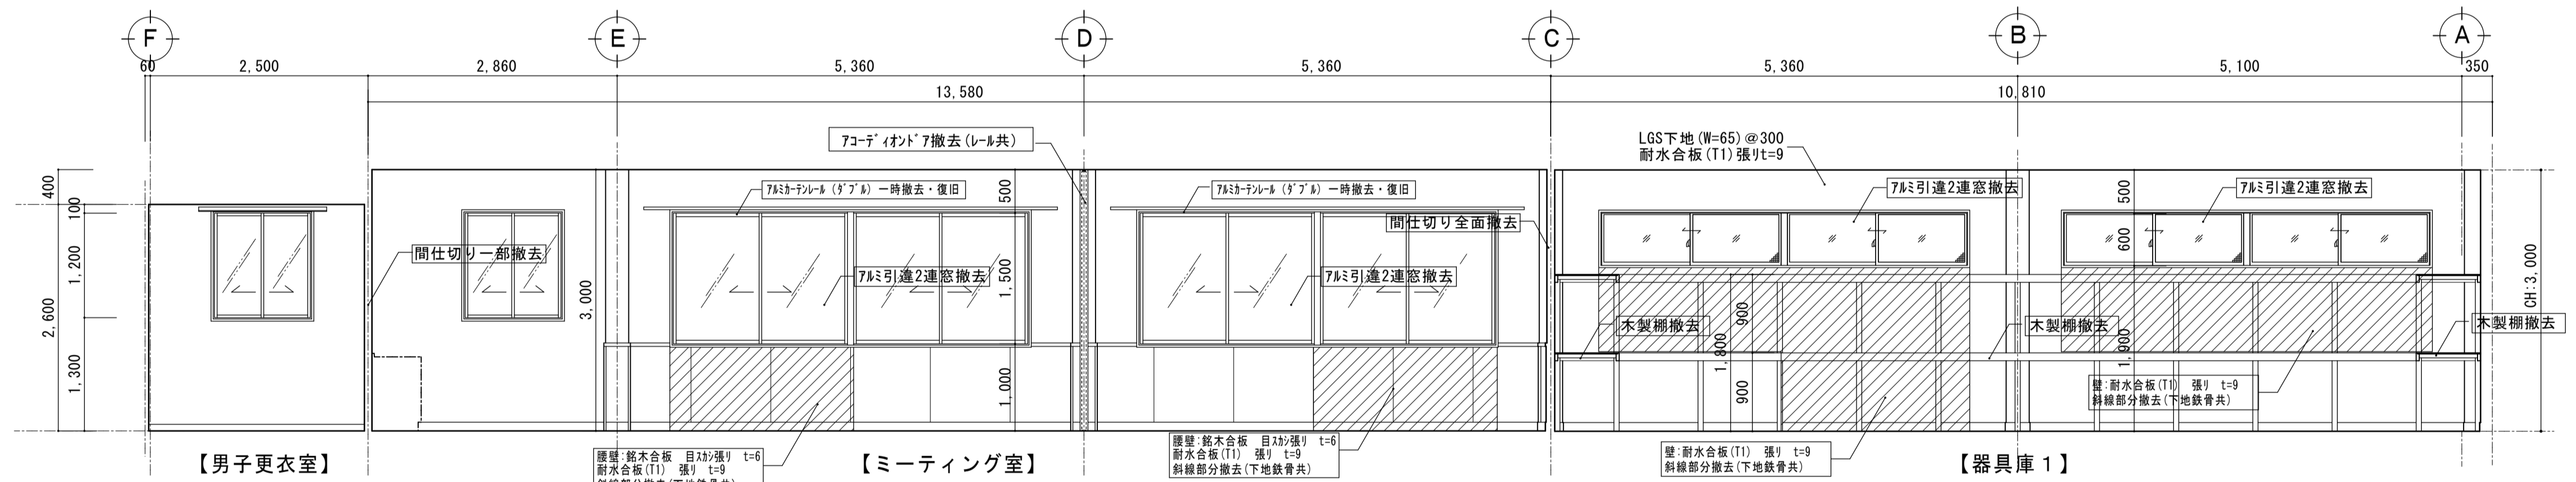 F
E
D
C
B
A
60
2,500
2,860
5,360
5,360
5,360
5,100
350
13,580
10,810
アコーディオンドア撤去(レール共)
LGS下地(W=65)@300
耐水合板(T1)張りt=9
400
100
1,200
2,600
1,300
間仕切り一部撤去
3,000
アルミカーテンレール(ダブル)一時撤去・復旧
アルミ引違2連窓撤去
500
1,500
1,000
アルミカーテンレール(ダブル)一時撤去・復旧
アルミ引違2連窓撤去
間仕切り全面撤去
アルミ引違2連窓撤去
アルミ引違2連窓撤去
500
600
1,900
CH:3,000
木製棚撤去
木製棚撤去
木製棚撤去
1,800
900
900
腰壁:銘木合板 目スカシ張り t=6
耐水合板(T1) 張り t=9
斜線部分撤去(下地鉄骨共)
腰壁:銘木合板 目スカシ張り t=6
耐水合板(T1) 張り t=9
斜線部分撤去(下地鉄骨共)
壁:耐水合板(T1) 張り t=9
斜線部分撤去(下地鉄骨共)
壁:耐水合板(T1) 張り t=9
斜線部分撤去(下地鉄骨共)
【男子更衣室】
【ミーティング室】
【器具庫1】